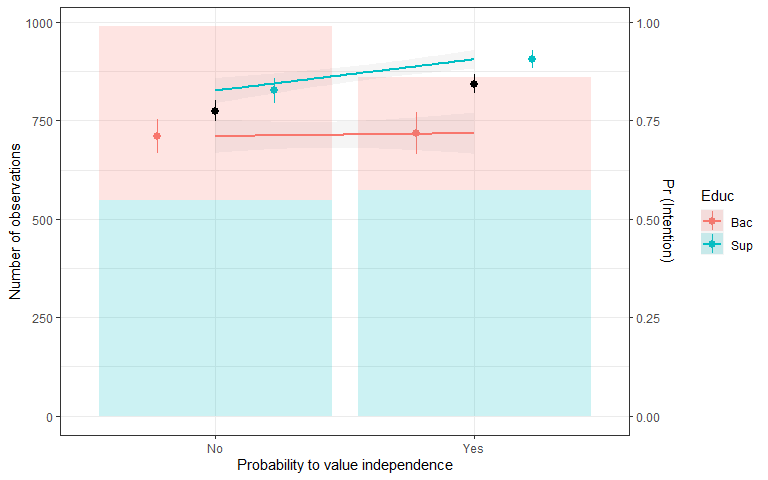 1000
750
500
250
0
Number of observations
1.00
0.75
0.50
0.25
0.00
Pr (Intention)
No
Yes
Probability to value independence
Educ
Bac
Sup